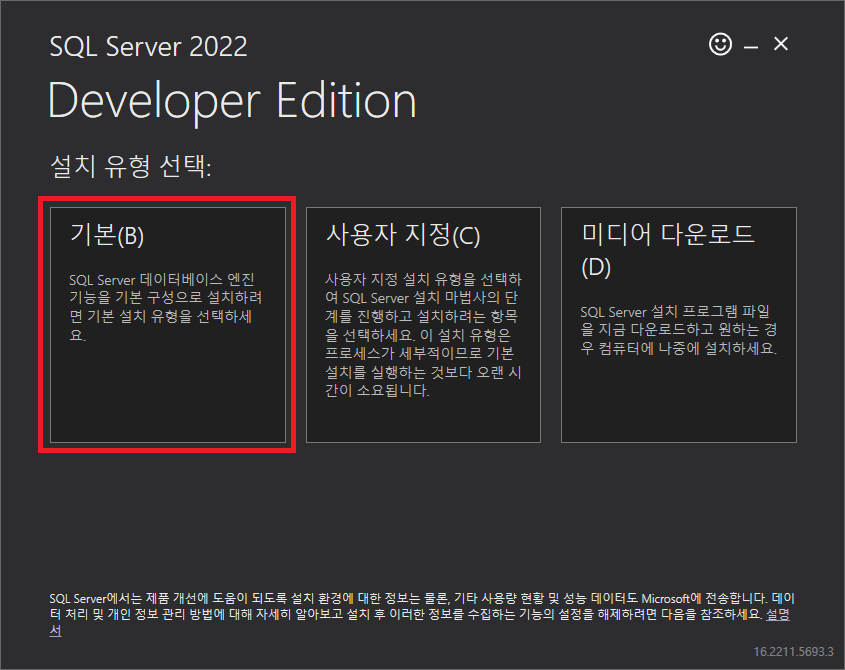 SQL Server 2022
Developer Edition
설치 유형 선택:
기본(B)
SQL Server 데이터베이스 엔진
기능을 기본 구성으로 설치하려
면 기본 설치 유형을 선택하세
요.
사용자 지정(C)
사용자 지정 설치 유형을 선택하
여 SQL Server 설치 마법사의 단
계를 진행하고 설치하려는 항목
을 선택하세요. 이 설치 유형은
프로세스가 세부적이므로 기본
설치를 실행하는 것보다 오랜 시
간이 소요됩니다.
미디어 다운로드
(D)
SQL Server 설치 프로그램 파일
을 지금 다운로드하고 원하는 경
우 컴퓨터에 나중에 설치하세요.
SQL Server에서는 제품 개선에 도움이 되도록 설치 환경에 대한 정보는 물론, 기타 사용량 현황 및 성능 데이터도 Microsoft에 전송합니다. 데이
터 처리 및 개인 정보 관리 방법에 대해 자세히 알아보고 설치 후 이러한 정보를 수집하는 기능의 설정을 해제하려면 다음을 참조하세요. 설명
서
16.2211.5693.3